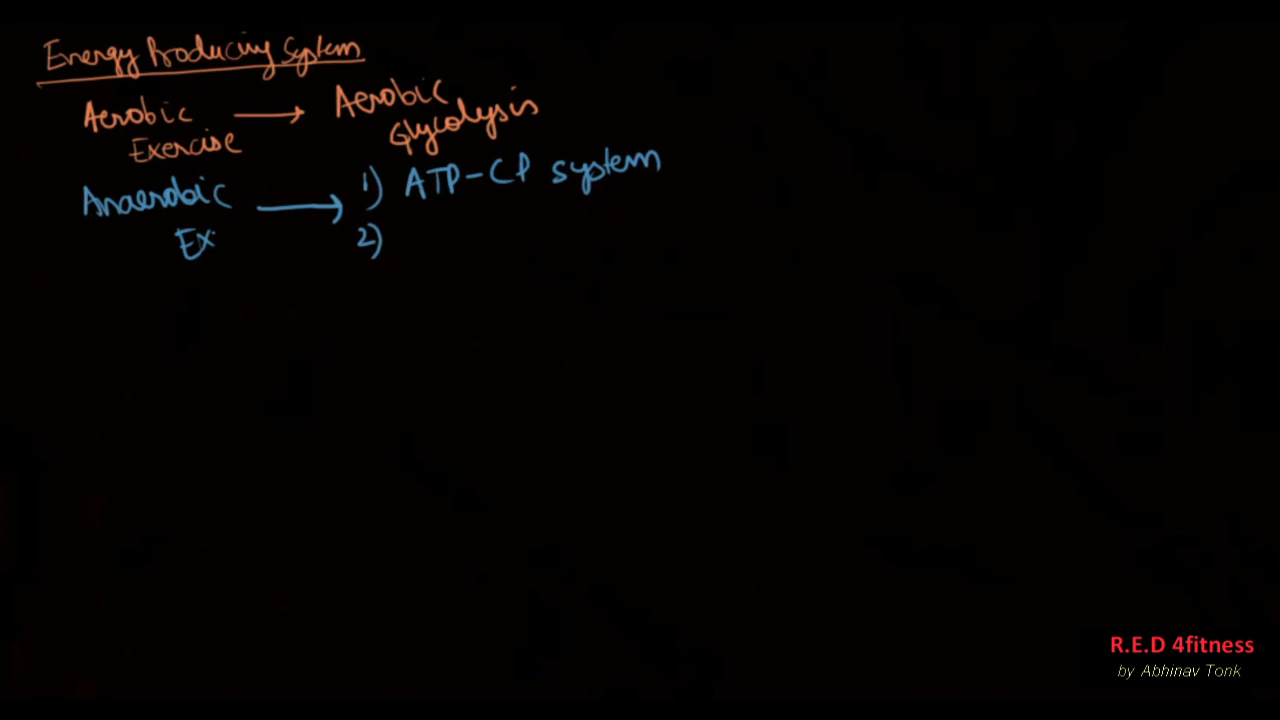 Energy Producing System
Aerobic Exercise → Aerobic Glycolysis
Anaerobic Ex → 1) ATP-CP system
2)
R.E.D 4fitness
by Abhinav Tonk